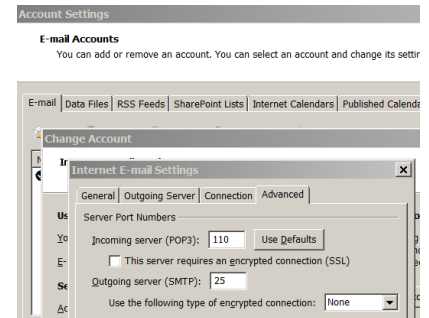 Account Settings
E-mail Accounts
You can add or remove an account. You can select an account and change its
E-mail Data Files RSS Feeds SharePoint Lists Internet Calendars Published
Change Account
Internet E-mail Settings
General Outgoing Server Connection Advanced
Server Port Numbers
Incoming server (POP3): 110 Use Defaults
This server requires an encrypted connection (SSL)
Outgoing server (SMTP): 25
Use the following type of encrypted connection: None